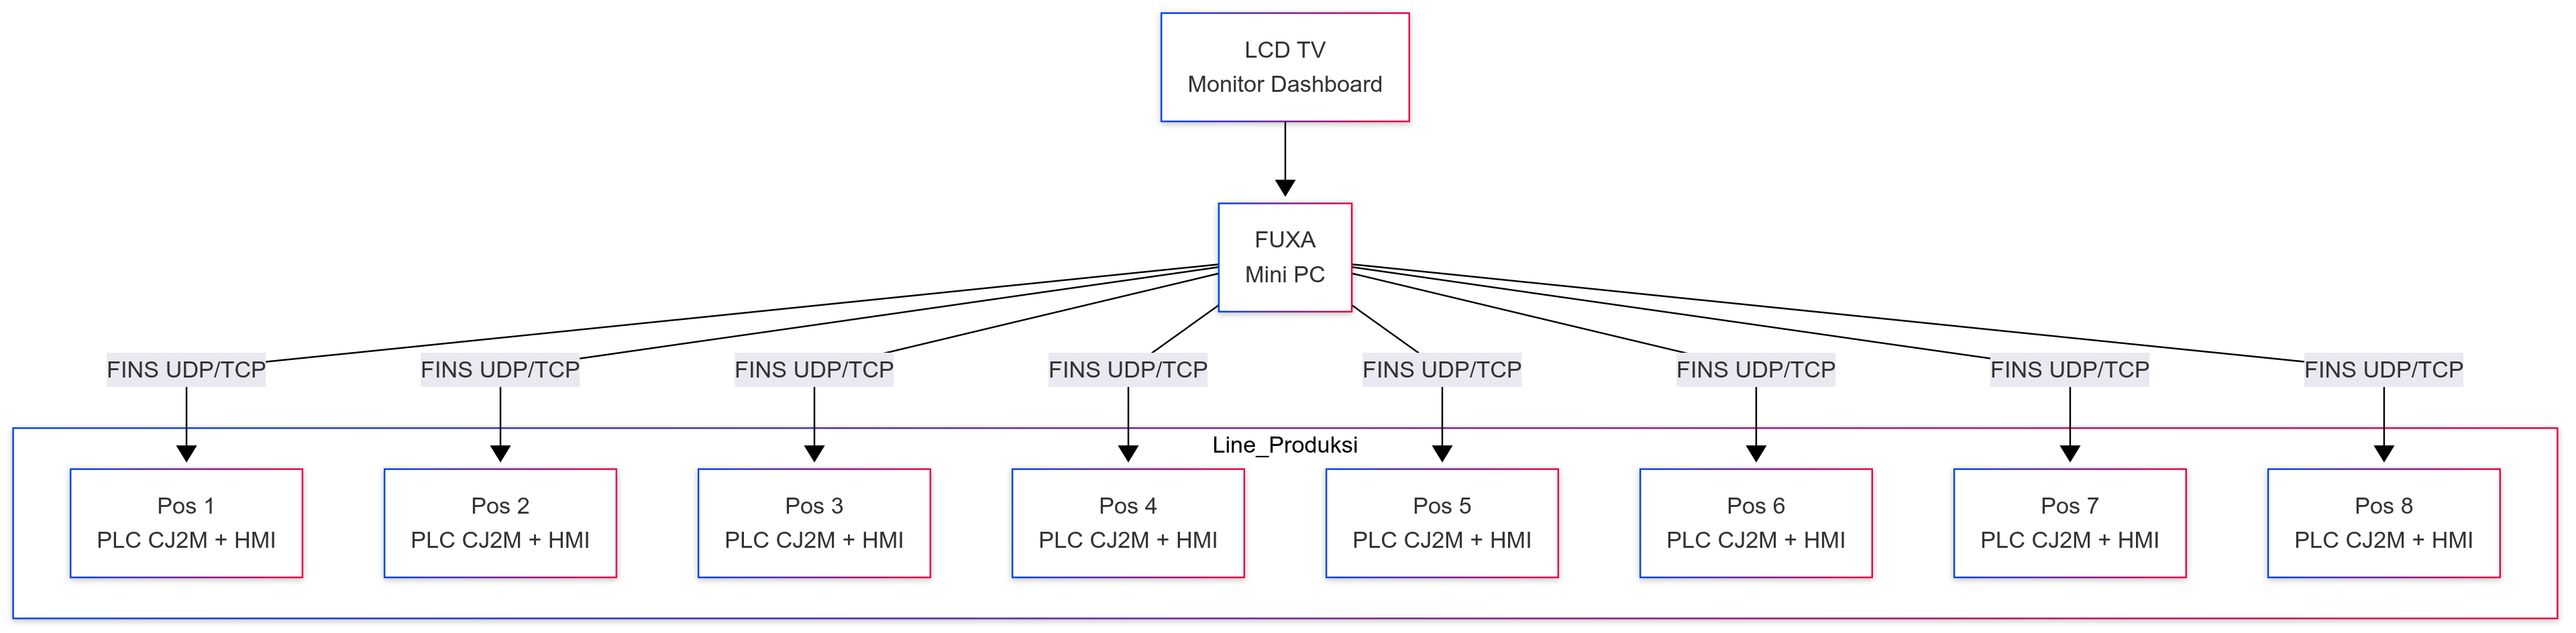 LCD TV
Monitor Dashboard
FUXA
Mini PC
FINS UDP/TCP
FINS UDP/TCP
FINS UDP/TCP
FINS UDP/TCP
FINS UDP/TCP
FINS UDP/TCP
FINS UDP/TCP
FINS UDP/TCP
Line_Produksi
Pos 1
PLC CJ2M + HMI
Pos 2
PLC CJ2M + HMI
Pos 3
PLC CJ2M + HMI
Pos 4
PLC CJ2M + HMI
Pos 5
PLC CJ2M + HMI
Pos 6
PLC CJ2M + HMI
Pos 7
PLC CJ2M + HMI
Pos 8
PLC CJ2M + HMI